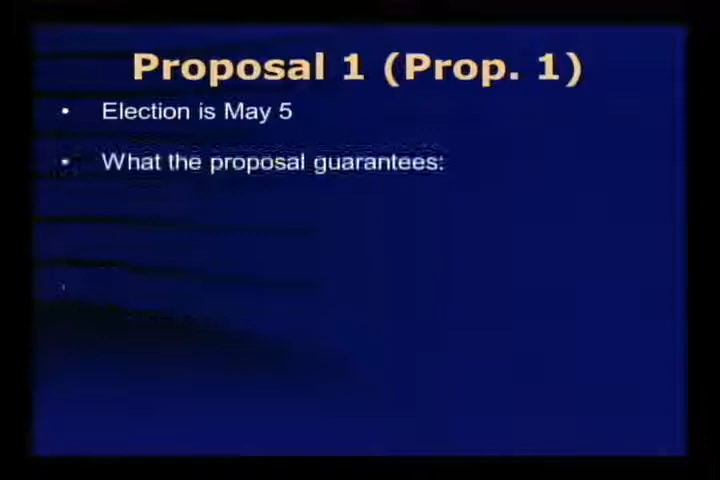 Proposal 1 (Prop. 1)
• Election is May 5
• What the proposal guarantees: